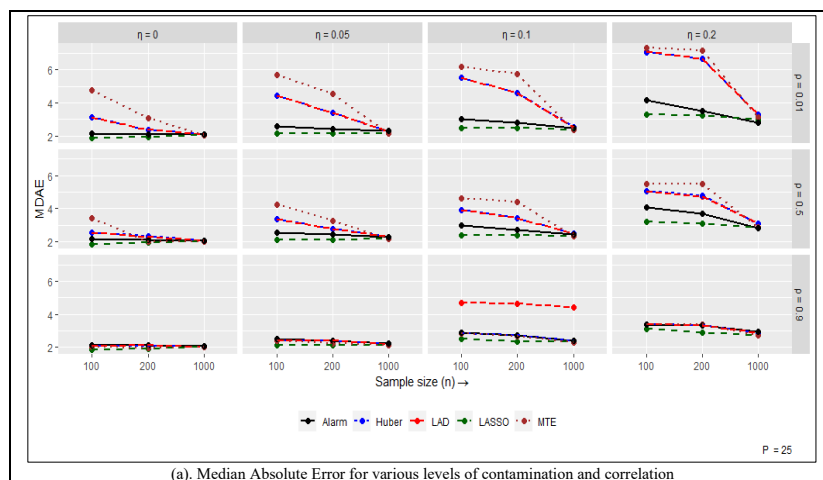 η = 0
η = 0.05
η = 0.1
η = 0.2
6
4
2
ρ = 0.01
MDAE
6
4
2
ρ = 0.5
6
4
2
ρ = 0.9
100 200 1000
100 200 1000
100 200 1000
100 200 1000
Sample size (n) →
Alarm Huber LAD LASSO MTE
P = 25
(a). Median Absolute Error for various levels of contamination and correlation